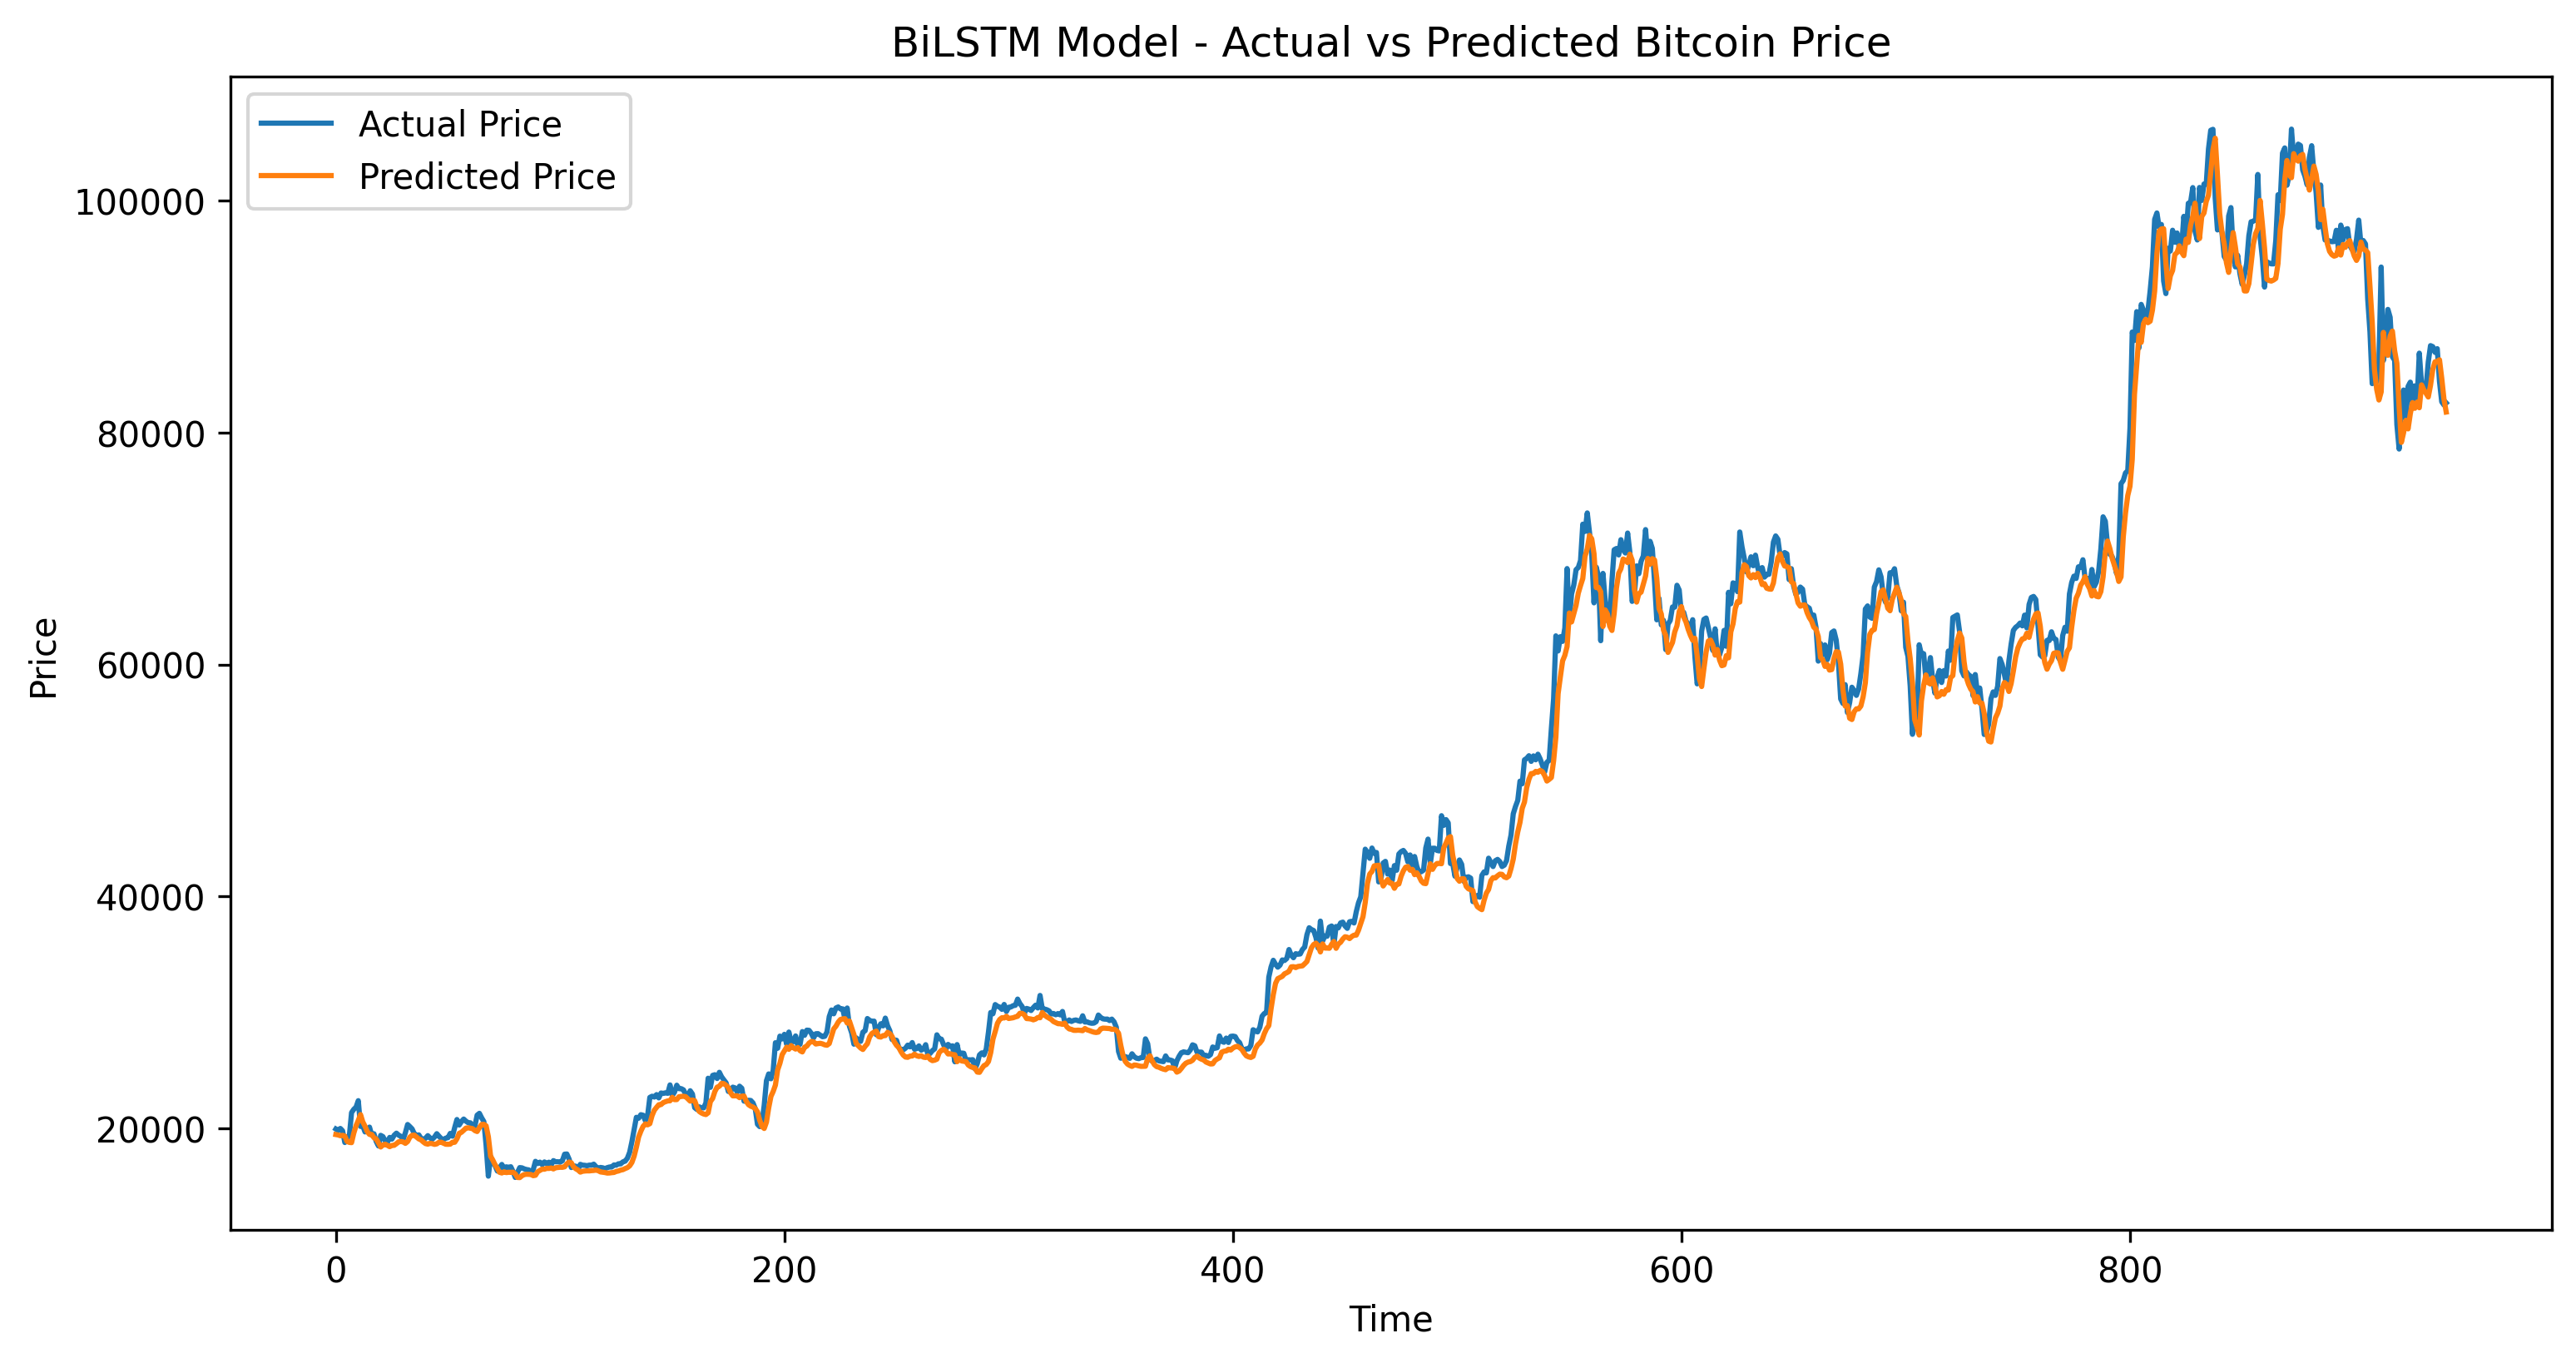 BiLSTM Model - Actual vs Predicted Bitcoin Price
Actual Price
Predicted Price
100000
80000
60000
40000
20000
Price
0 200 400 600 800
Time